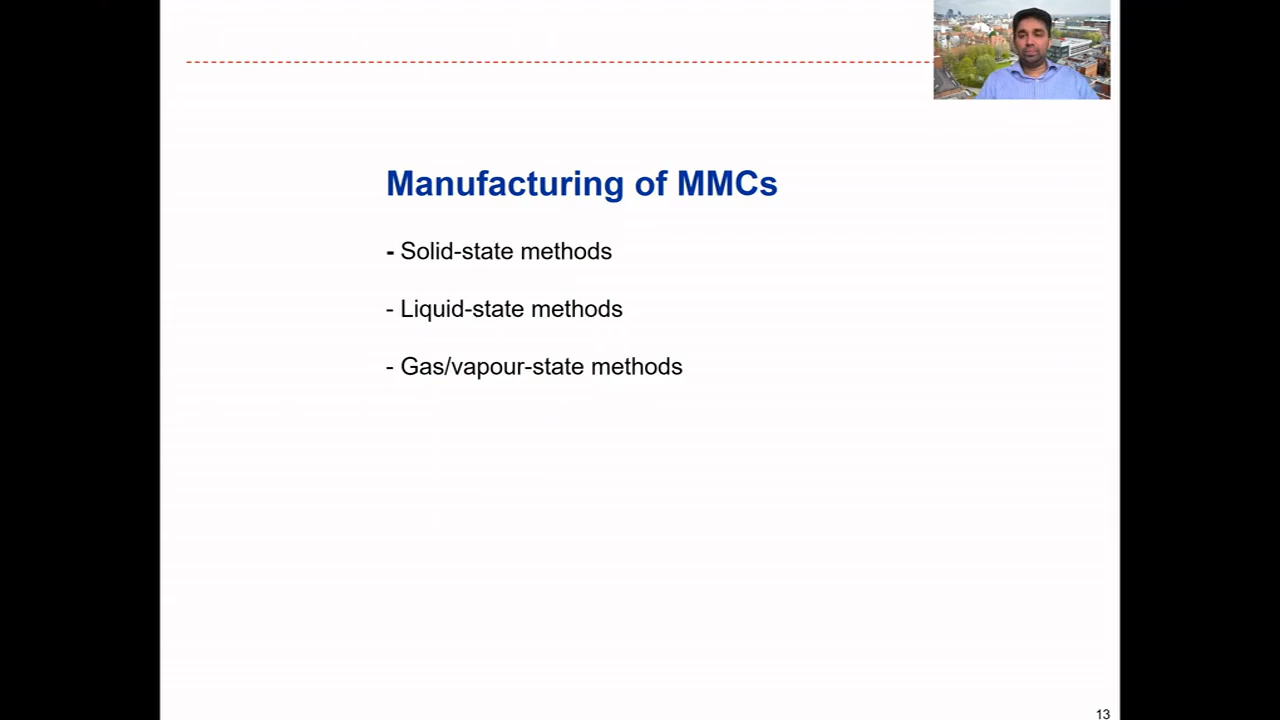 Manufacturing of MMCs
- Solid-state methods
- Liquid-state methods
- Gas/vapour-state methods
13